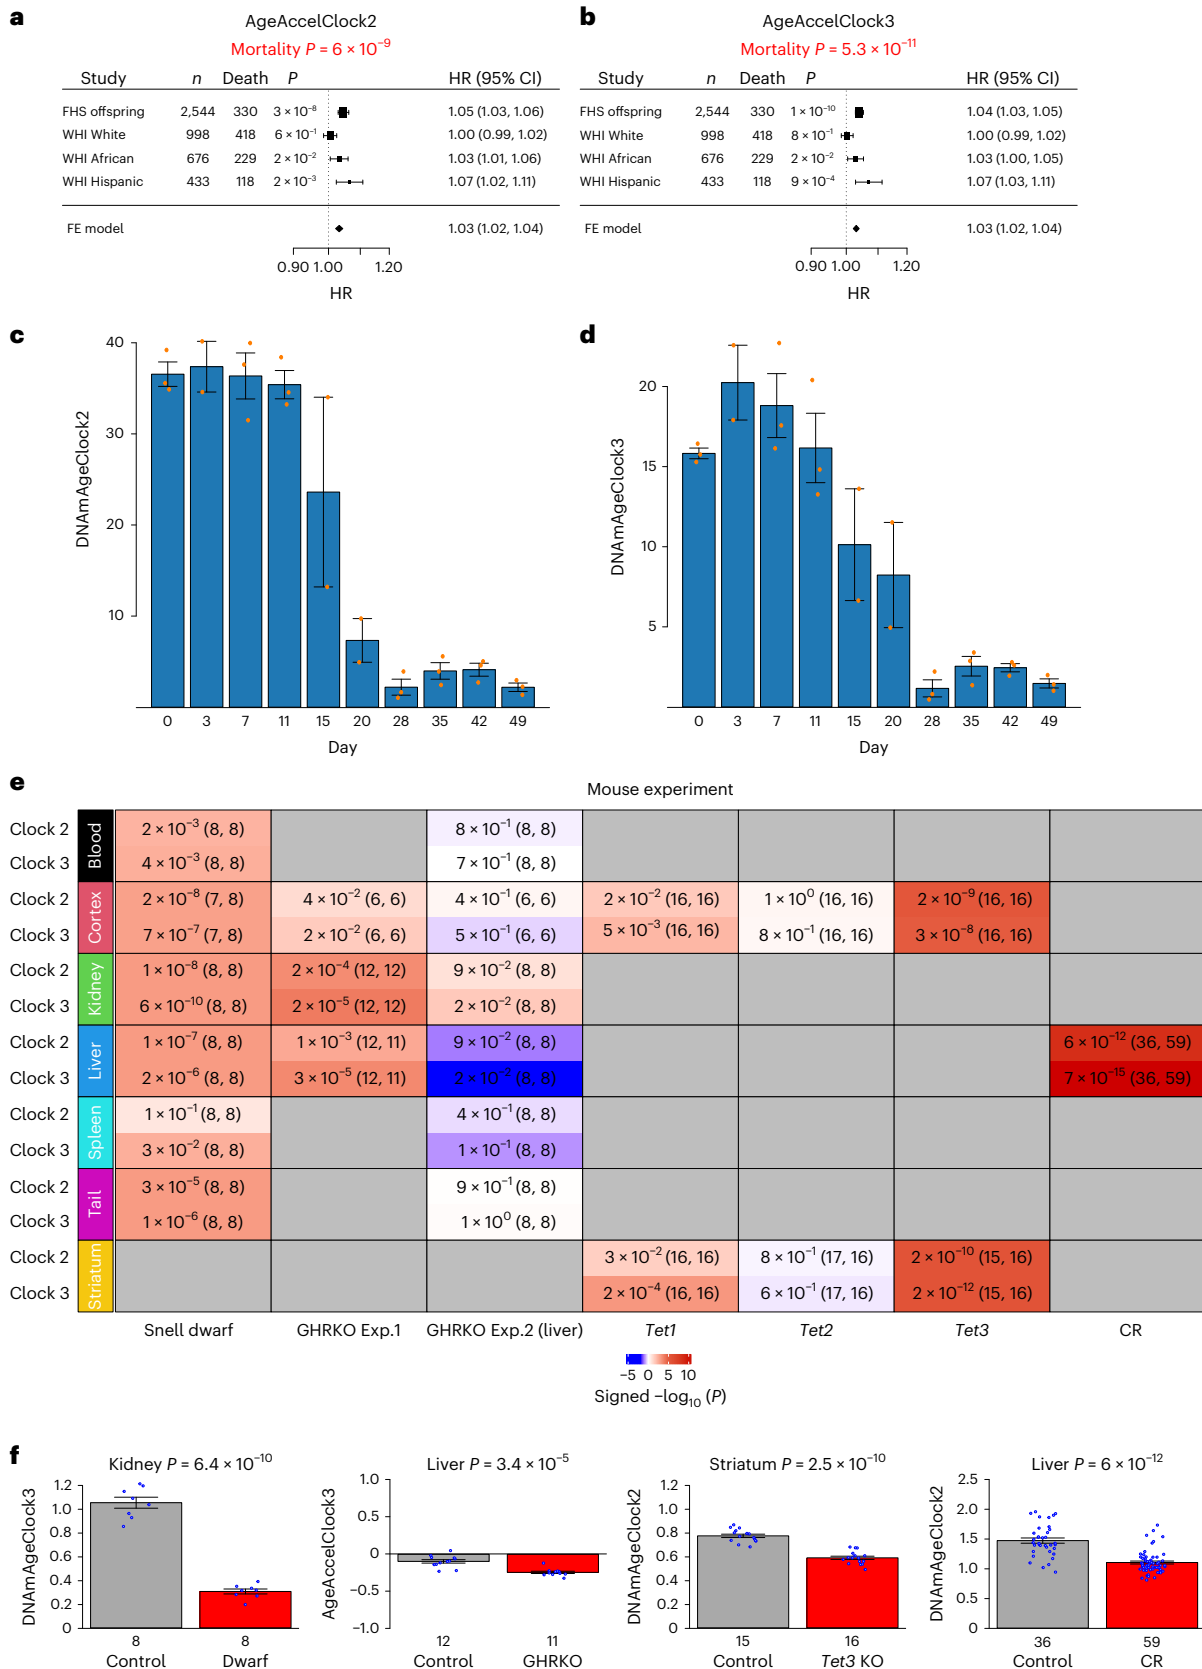 a
AgeAccelClock2
Mortality P = 6 × 10⁻⁹
Study n Death P HR (95% CI)
FHS offspring 2,544 330 3 × 10⁻⁸ 1.05 (1.03, 1.06)
WHI White 998 418 6 × 10⁻¹ 1.00 (0.99, 1.02)
WHI African 676 229 2 × 10⁻² 1.03 (1.01, 1.06)
WHI Hispanic 433 118 2 × 10⁻³ 1.07 (1.02, 1.11)
FE model 1.03 (1.02, 1.04)
0.90 1.00 1.20
HR
b
AgeAccelClock3
Mortality P = 5.3 × 10⁻¹¹
Study n Death P HR (95% CI)
FHS offspring 2,544 330 1 × 10⁻¹⁰ 1.04 (1.03, 1.05)
WHI White 998 418 8 × 10⁻¹ 1.00 (0.99, 1.02)
WHI African 676 229 2 × 10⁻² 1.03 (1.00, 1.05)
WHI Hispanic 433 118 9 × 10⁻⁴ 1.07 (1.03, 1.11)
FE model 1.03 (1.02, 1.04)
0.90 1.00 1.20
HR
c
DNAmAgeClock2
40
30
20
10
0 3 7 11 15 20 28 35 42 49
Day
d
DNAmAgeClock3
20
15
10
5
0 3 7 11 15 20 28 35 42 49
Day
e
Mouse experiment
Blood
Clock 2 2 × 10⁻³ (8, 8) 8 × 10⁻¹ (8, 8)
Clock 3 4 × 10⁻³ (8, 8) 7 × 10⁻¹ (8, 8)
Cortex
Clock 2 2 × 10⁻⁸ (7, 8) 4 × 10⁻² (6, 6) 4 × 10⁻¹ (6, 6) 2 × 10⁻² (16, 16) 1 × 10⁰ (16, 16) 2 × 10⁻⁹ (16, 16)
Clock 3 7 × 10⁻⁷ (7, 8) 2 × 10⁻² (6, 6) 5 × 10⁻¹ (6, 6) 5 × 10⁻³ (16, 16) 8 × 10⁻¹ (16, 16) 3 × 10⁻⁸ (16, 16)
Kidney
Clock 2 1 × 10⁻⁸ (8, 8) 2 × 10⁻⁴ (12, 12) 9 × 10⁻² (8, 8)
Clock 3 6 × 10⁻¹⁰ (8, 8) 2 × 10⁻⁵ (12, 12) 2 × 10⁻² (8, 8)
Liver
Clock 2 1 × 10⁻⁷ (8, 8) 1 × 10⁻³ (12, 11) 9 × 10⁻² (8, 8) 6 × 10⁻¹² (36, 59)
Clock 3 2 × 10⁻⁶ (8, 8) 3 × 10⁻⁵ (12, 11) 2 × 10⁻² (8, 8) 7 × 10⁻¹⁵ (36, 59)
Spleen
Clock 2 1 × 10⁻¹ (8, 8) 4 × 10⁻¹ (8, 8)
Clock 3 3 × 10⁻² (8, 8) 1 × 10⁻¹ (8, 8)
Tail
Clock 2 3 × 10⁻⁵ (8, 8) 9 × 10⁻¹ (8, 8)
Clock 3 1 × 10⁻⁶ (8, 8) 1 × 10⁰ (8, 8)
Striatum
Clock 2 3 × 10⁻² (16, 16) 8 × 10⁻¹ (17, 16) 2 × 10⁻¹⁰ (15, 16)
Clock 3 2 × 10⁻⁴ (16, 16) 6 × 10⁻¹ (17, 16) 2 × 10⁻¹² (15, 16)
Snell dwarf GHRKO Exp.1 GHRKO Exp.2 (liver) Tet1 Tet2 Tet3 CR
−5 0 5 10
Signed −log₁₀ (P)
f
Kidney P = 6.4 × 10⁻¹⁰
DNAmAgeClock3
1.2
1.0
0.8
0.6
0.4
0.2
0
8 8
Control Dwarf
Liver P = 3.4 × 10⁻⁵
AgeAccelClock3
1.0
0.5
0
−0.5
−1.0
12 11
Control GHRKO
Striatum P = 2.5 × 10⁻¹⁰
DNAmAgeClock2
1.2
1.0
0.8
0.6
0.4
0.2
0
15 16
Control Tet3 KO
Liver P = 6 × 10⁻¹²
DNAmAgeClock2
2.5
2.0
1.5
1.0
0.5
0
36 59
Control CR